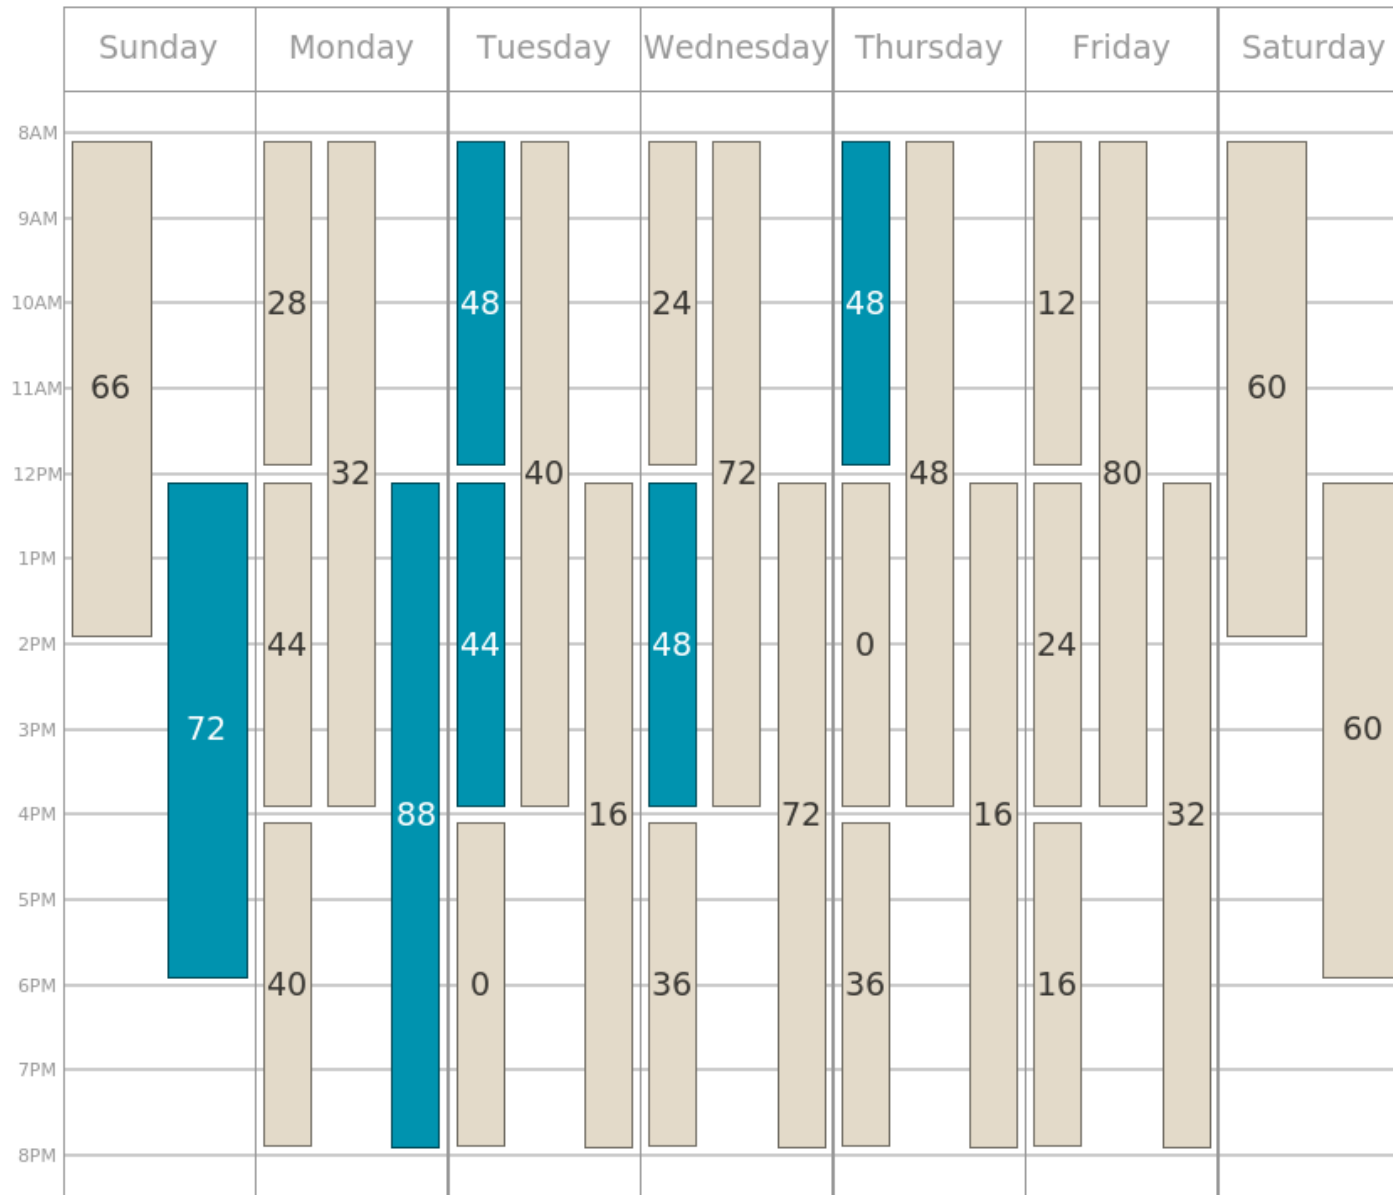 Sunday Monday Tuesday Wednesday Thursday Friday Saturday
8AM
9AM
10AM 28 48 24 48 12
11AM 66 60
12PM 32 40 72 48 80
1PM
2PM 44 44 48 0 24
3PM 72 60
4PM 88 16 72 16 32
5PM
6PM 40 0 36 36 16
7PM
8PM